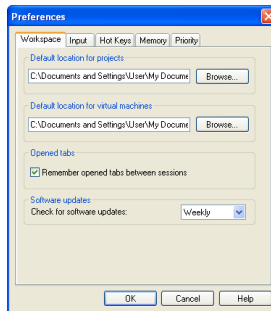 Preferences
Workspace Input Hot Keys Memory Priority
Default location for projects
C:\Documents and Settings\User\My Docume Browse...
Default location for virtual machines
C:\Documents and Settings\User\My Docume Browse...
Opened tabs
Remember opened tabs between sessions
Software updates
Check for software updates: Weekly
OK Cancel Help